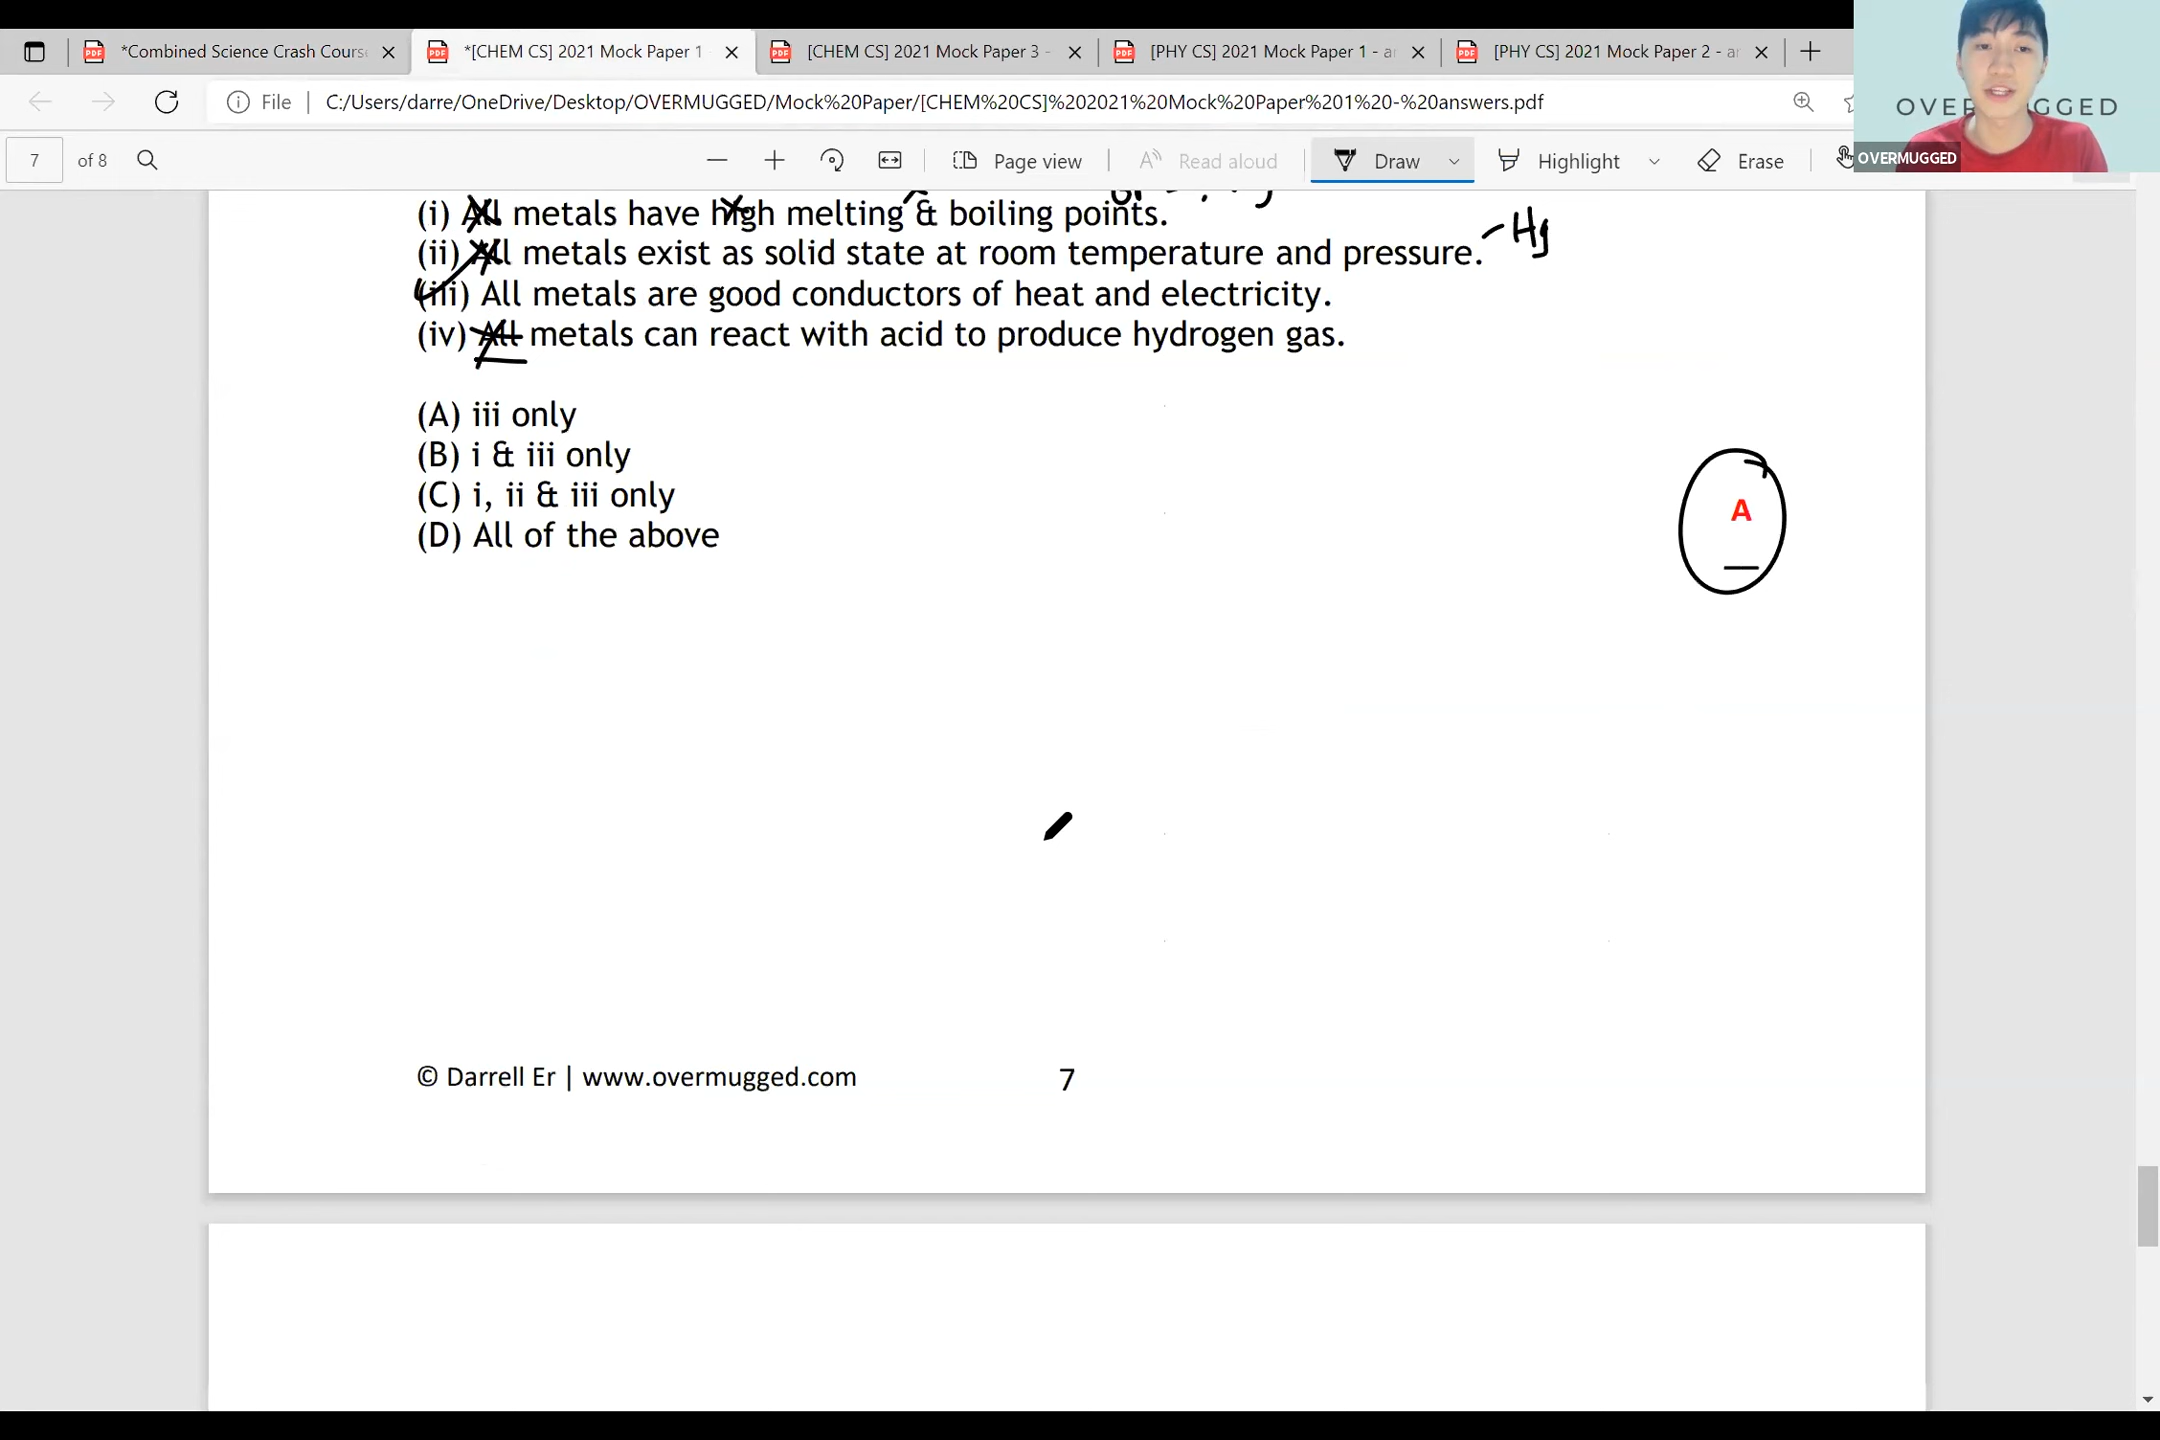 *Combined Science Crash Cours
*[CHEM CS] 2021 Mock Paper 1
[CHEM CS] 2021 Mock Paper 3 -
[PHY CS] 2021 Mock Paper 1 - a
[PHY CS] 2021 Mock Paper 2 - a
File
C:/Users/darre/OneDrive/Desktop/OVERMUGGED/Mock%20Paper/[CHEM%20CS]%202021%20Mock%20Paper%201%20-%20answers.pdf
7 of 8
Page view
Read aloud
Draw
Highlight
Erase
OVERMUGGED
(i) All metals have high melting & boiling points.
(ii) All metals exist as solid state at room temperature and pressure. - Hg
(iii) All metals are good conductors of heat and electricity.
(iv) All metals can react with acid to produce hydrogen gas.
(A) iii only
(B) i & iii only
(C) i, ii & iii only
(D) All of the above
A
© Darrell Er | www.overmugged.com
7